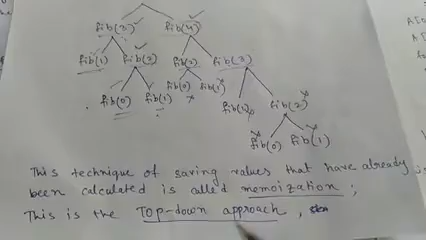 fib(3) fib(4)
fib(1) fib(2) fib(2) fib(3)
fib(0) fib(1) fib(0) fib(1) fib(1) fib(2)
fib(0) fib(1)
This technique of saving values that have already
been calculated is called memoization ;
This is the Top-down approach ,